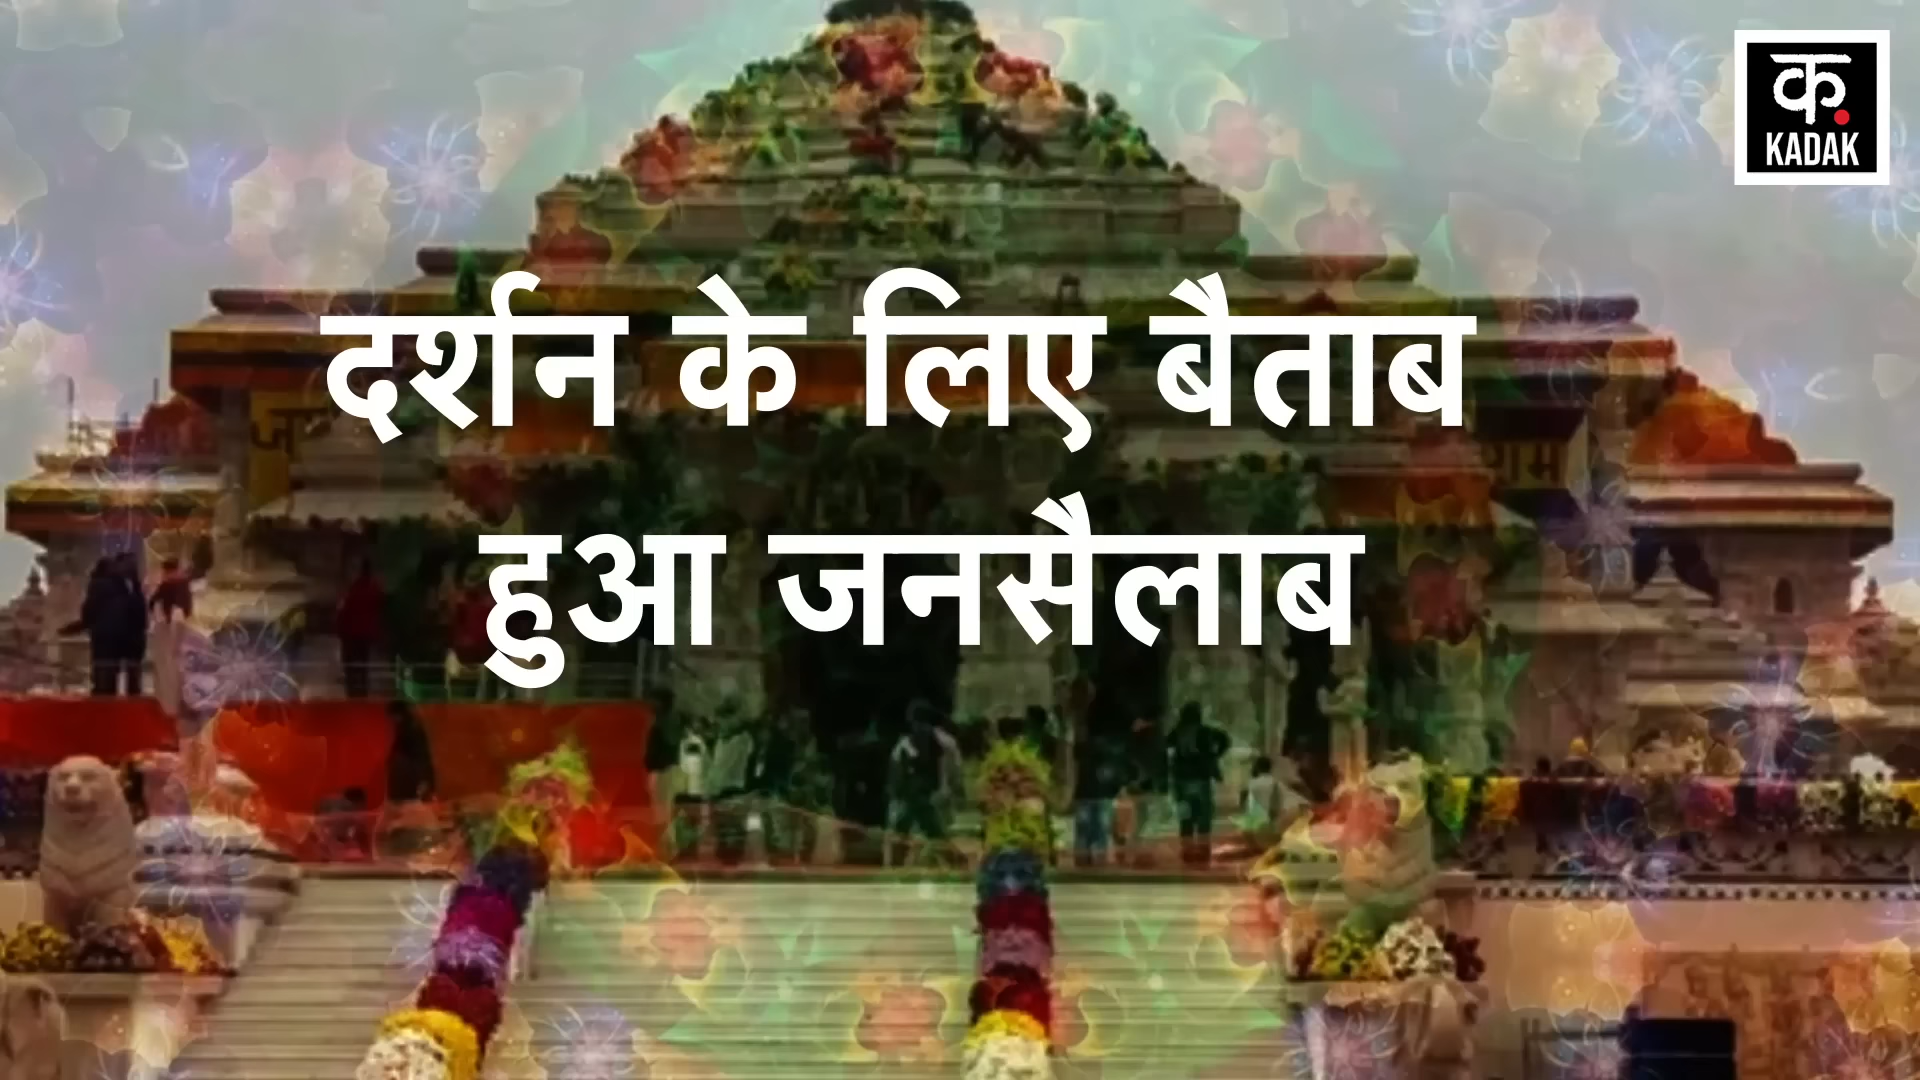 क.
KADAK
दर्शन के लिए बैताब
हुआ जनसैलाब